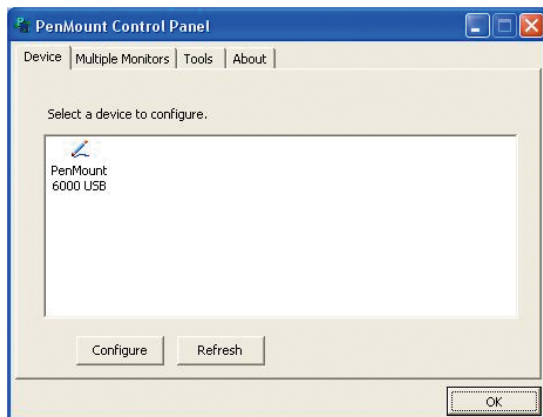 PenMount Control Panel
Device Multiple Monitors Tools About
Select a device to configure.
PenMount
6000 USB
Configure Refresh
OK